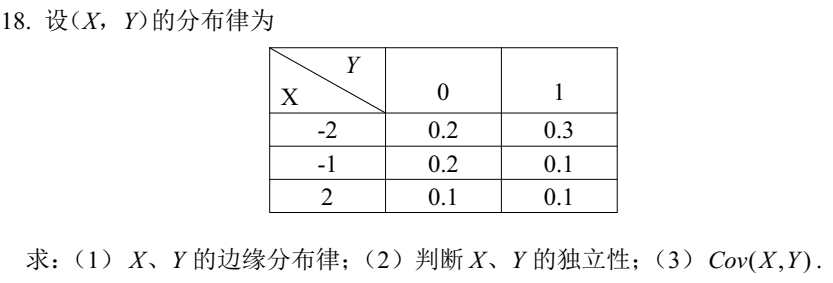 18. 设(X, Y)的分布律为
Y
X 0 1
-2 0.2 0.3
-1 0.2 0.1
2 0.1 0.1
求:(1) X、Y 的边缘分布律;(2)判断 X、Y 的独立性;(3) Cov(X,Y).